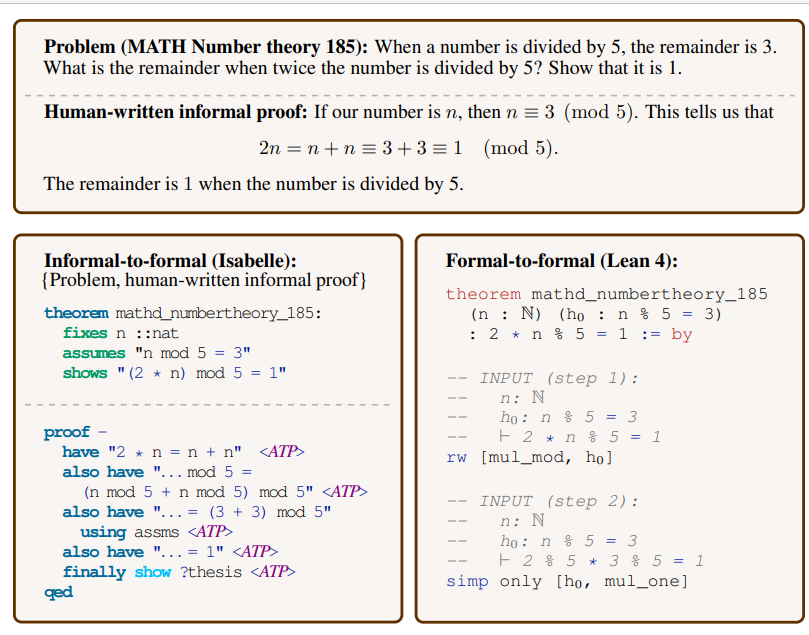 Problem (MATH Number theory 185): When a number is divided by 5, the remainder is 3.
What is the remainder when twice the number is divided by 5? Show that it is 1.
Human-written informal proof: If our number is n, then n ≡ 3 (mod 5). This tells us that
2n = n + n ≡ 3 + 3 ≡ 1 (mod 5).
The remainder is 1 when the number is divided by 5.
Informal-to-formal (Isabelle):
{Problem, human-written informal proof}
theorem mathd_numbertheory_185:
fixes n ::nat
assumes "n mod 5 = 3"
shows "(2 * n) mod 5 = 1"
proof -
have "2 * n = n + n" <ATP>
also have "... mod 5 =
(n mod 5 + n mod 5) mod 5" <ATP>
also have "... = (3 + 3) mod 5"
using assms <ATP>
also have "... = 1" <ATP>
finally show ?thesis <ATP>
qed
Formal-to-formal (Lean 4):
theorem mathd_numbertheory_185
(n : ℕ) (h₀ : n % 5 = 3)
: 2 * n % 5 = 1 := by
-- INPUT (step 1):
-- n: ℕ
-- h₀: n % 5 = 3
-- ⊢ 2 * n % 5 = 1
rw [mul_mod, h₀]
-- INPUT (step 2):
-- n: ℕ
-- h₀: n % 5 = 3
-- ⊢ 2 % 5 * 3 % 5 = 1
simp only [h₀, mul_one]